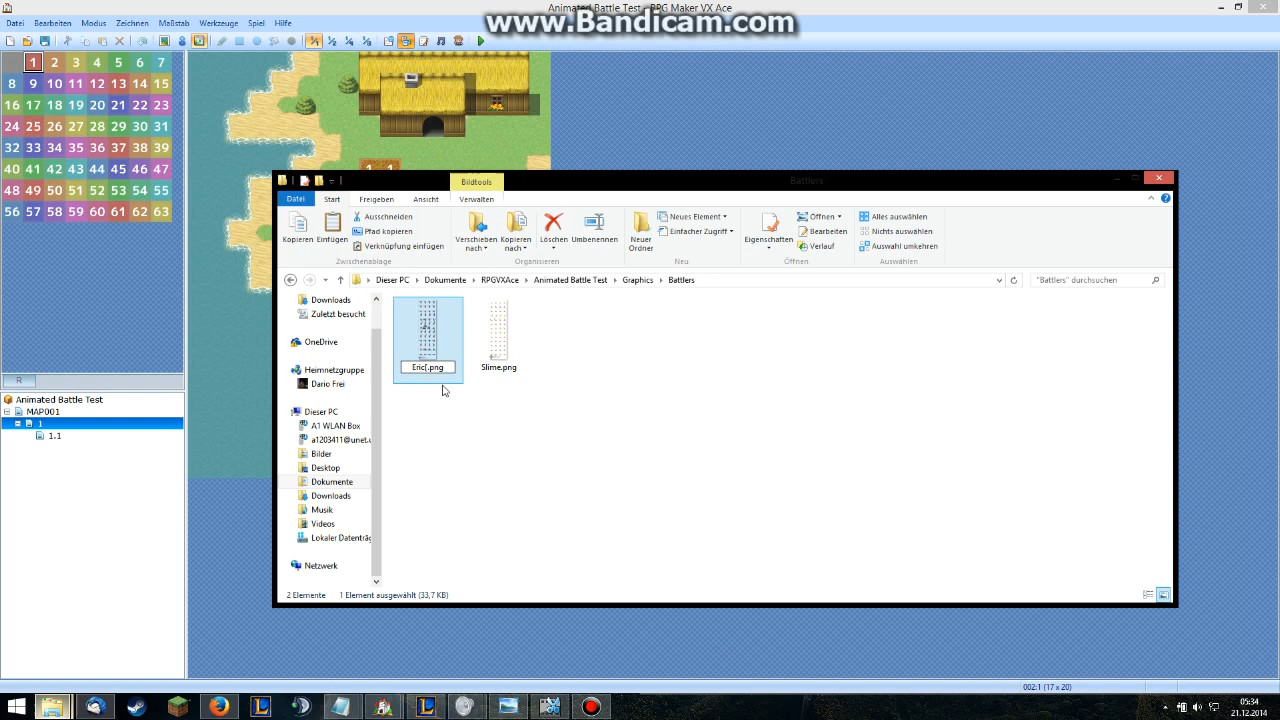 Animated Battle Test - RPG Maker VX Ace
www.Bandicam.com
Datei Bearbeiten Modus Zeichnen Maßstab Werkzeuge Spiel Hilfe
1 2 3 4 5 6 7
8 9 10 11 12 13 14 15
16 17 18 19 20 21 22 23
24 25 26 27 28 29 30 31
32 33 34 35 36 37 38 39
40 41 42 43 44 45 46 47
48 49 50 51 52 53 54 55
56 57 58 59 60 61 62 63
R
Animated Battle Test
MAP001
1
1.1
Bildtools
Battlers
Datei Start Freigeben Ansicht Verwalten
Kopieren
Einfügen
Ausschneiden
Pfad kopieren
Verknüpfung einfügen
Zwischenablage
Verschieben nach
Kopieren nach
Löschen
Umbenennen
Organisieren
Neuer Ordner
Neues Element
Einfacher Zugriff
Neu
Eigenschaften
Öffnen
Bearbeiten
Verlauf
Öffnen
Alles auswählen
Nichts auswählen
Auswahl umkehren
Auswählen
Dieser PC Dokumente RPGVXAce Animated Battle Test Graphics Battlers
"Battlers" durchsuchen
Downloads
Zuletzt besucht
OneDrive
Heimnetzgruppe
Dario Frei
Dieser PC
A1 WLAN Box
a1203411@unet.u
Bilder
Desktop
Dokumente
Downloads
Musik
Videos
Lokaler Datenträg
Netzwerk
Eric[.png
Slime.png
2 Elemente 1 Element ausgewählt (33,7 KB)
002:1 (17 x 20)
05:34
21.12.2014